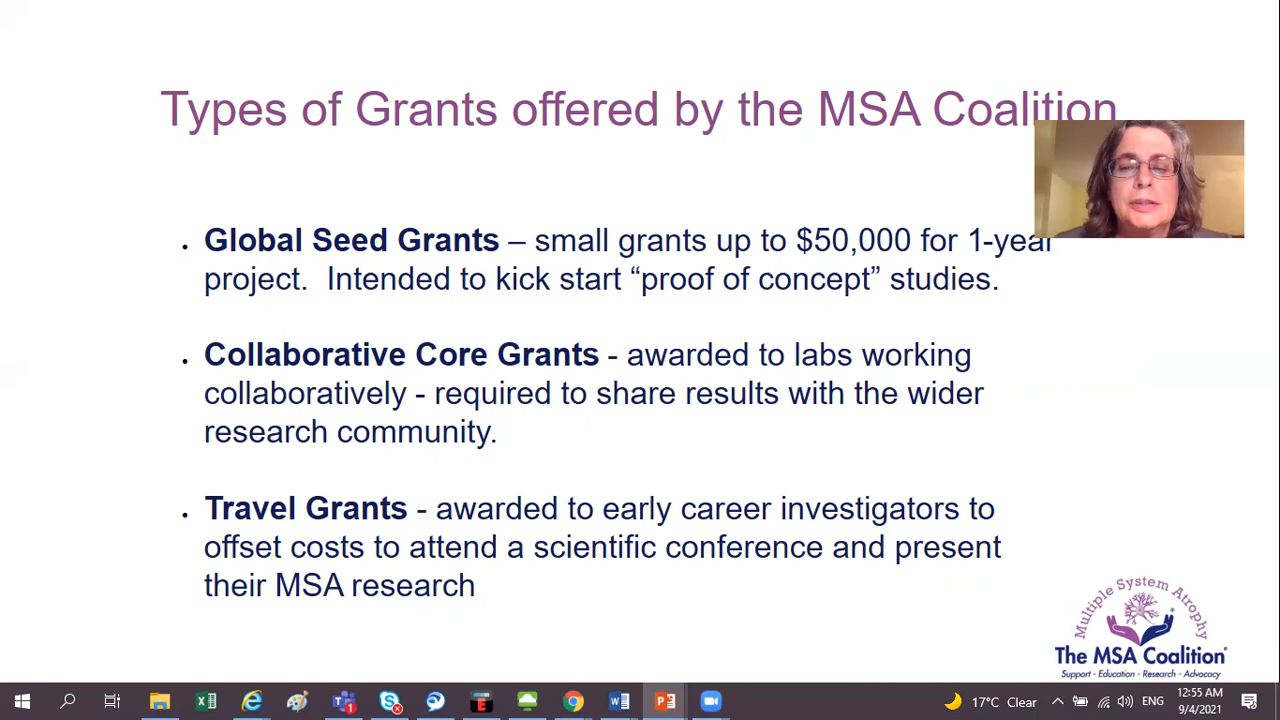 Types of Grants offered by the MSA Coalition
• Global Seed Grants – small grants up to $50,000 for 1-year
project.  Intended to kick start “proof of concept” studies.
• Collaborative Core Grants - awarded to labs working
collaboratively - required to share results with the wider
research community.
• Travel Grants - awarded to early career investigators to
offset costs to attend a scientific conference and present
their MSA research
Multiple System Atrophy
The MSA Coalition®
Support - Education - Research - Advocacy
17°C Clear
ENG
12:55 AM
9/4/2021